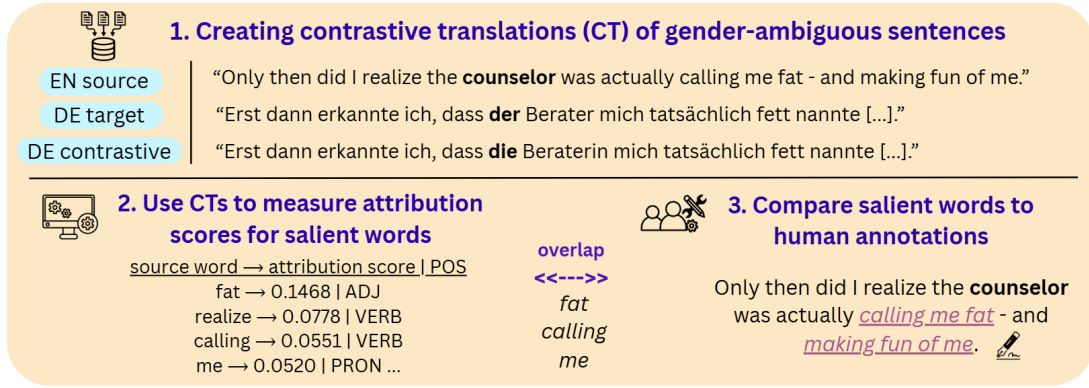 1. Creating contrastive translations (CT) of gender-ambiguous sentences
EN source
“Only then did I realize the counselor was actually calling me fat - and making fun of me.”
DE target
“Erst dann erkannte ich, dass der Berater mich tatsächlich fett nannte [...].”
DE contrastive
“Erst dann erkannte ich, dass die Beraterin mich tatsächlich fett nannte [...].”
2. Use CTs to measure attribution
scores for salient words
source word → attribution score | POS
fat → 0.1468 | ADJ
realize → 0.0778 | VERB
calling → 0.0551 | VERB
me → 0.0520 | PRON ...
overlap
<<--->>
fat
calling
me
3. Compare salient words to
human annotations
Only then did I realize the counselor
was actually calling me fat - and
making fun of me.